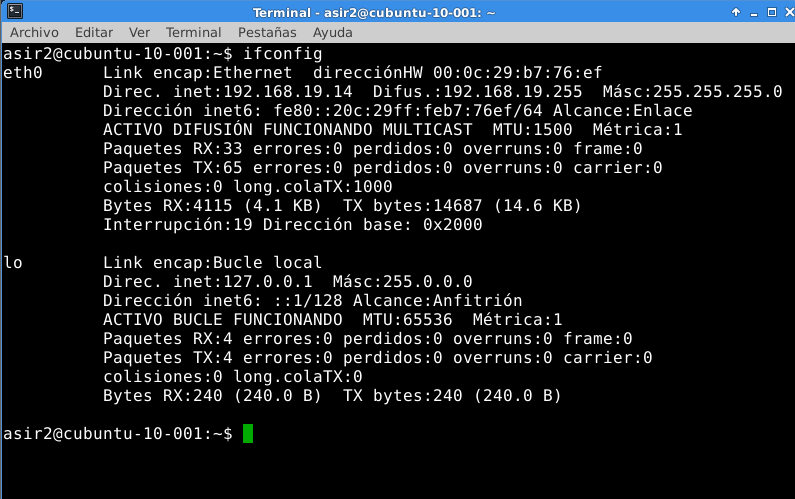 Terminal - asir2@cubuntu-10-001: ~
Archivo Editar Ver Terminal Pestañas Ayuda
asir2@cubuntu-10-001:~$ ifconfig
eth0      Link encap:Ethernet  direcciónHW 00:0c:29:b7:76:ef
          Direc. inet:192.168.19.14  Difus.:192.168.19.255  Másc:255.255.255.0
          Dirección inet6: fe80::20c:29ff:feb7:76ef/64 Alcance:Enlace
          ACTIVO DIFUSIÓN FUNCIONANDO MULTICAST  MTU:1500  Métrica:1
          Paquetes RX:33 errores:0 perdidos:0 overruns:0 frame:0
          Paquetes TX:65 errores:0 perdidos:0 overruns:0 carrier:0
          colisiones:0 long.colaTX:1000
          Bytes RX:4115 (4.1 KB)  TX bytes:14687 (14.6 KB)
          Interrupción:19 Dirección base: 0x2000

lo        Link encap:Bucle local
          Direc. inet:127.0.0.1  Másc:255.0.0.0
          Dirección inet6: ::1/128 Alcance:Anfitrión
          ACTIVO BUCLE FUNCIONANDO  MTU:65536  Métrica:1
          Paquetes RX:4 errores:0 perdidos:0 overruns:0 frame:0
          Paquetes TX:4 errores:0 perdidos:0 overruns:0 carrier:0
          colisiones:0 long.colaTX:0
          Bytes RX:240 (240.0 B)  TX bytes:240 (240.0 B)

asir2@cubuntu-10-001:~$